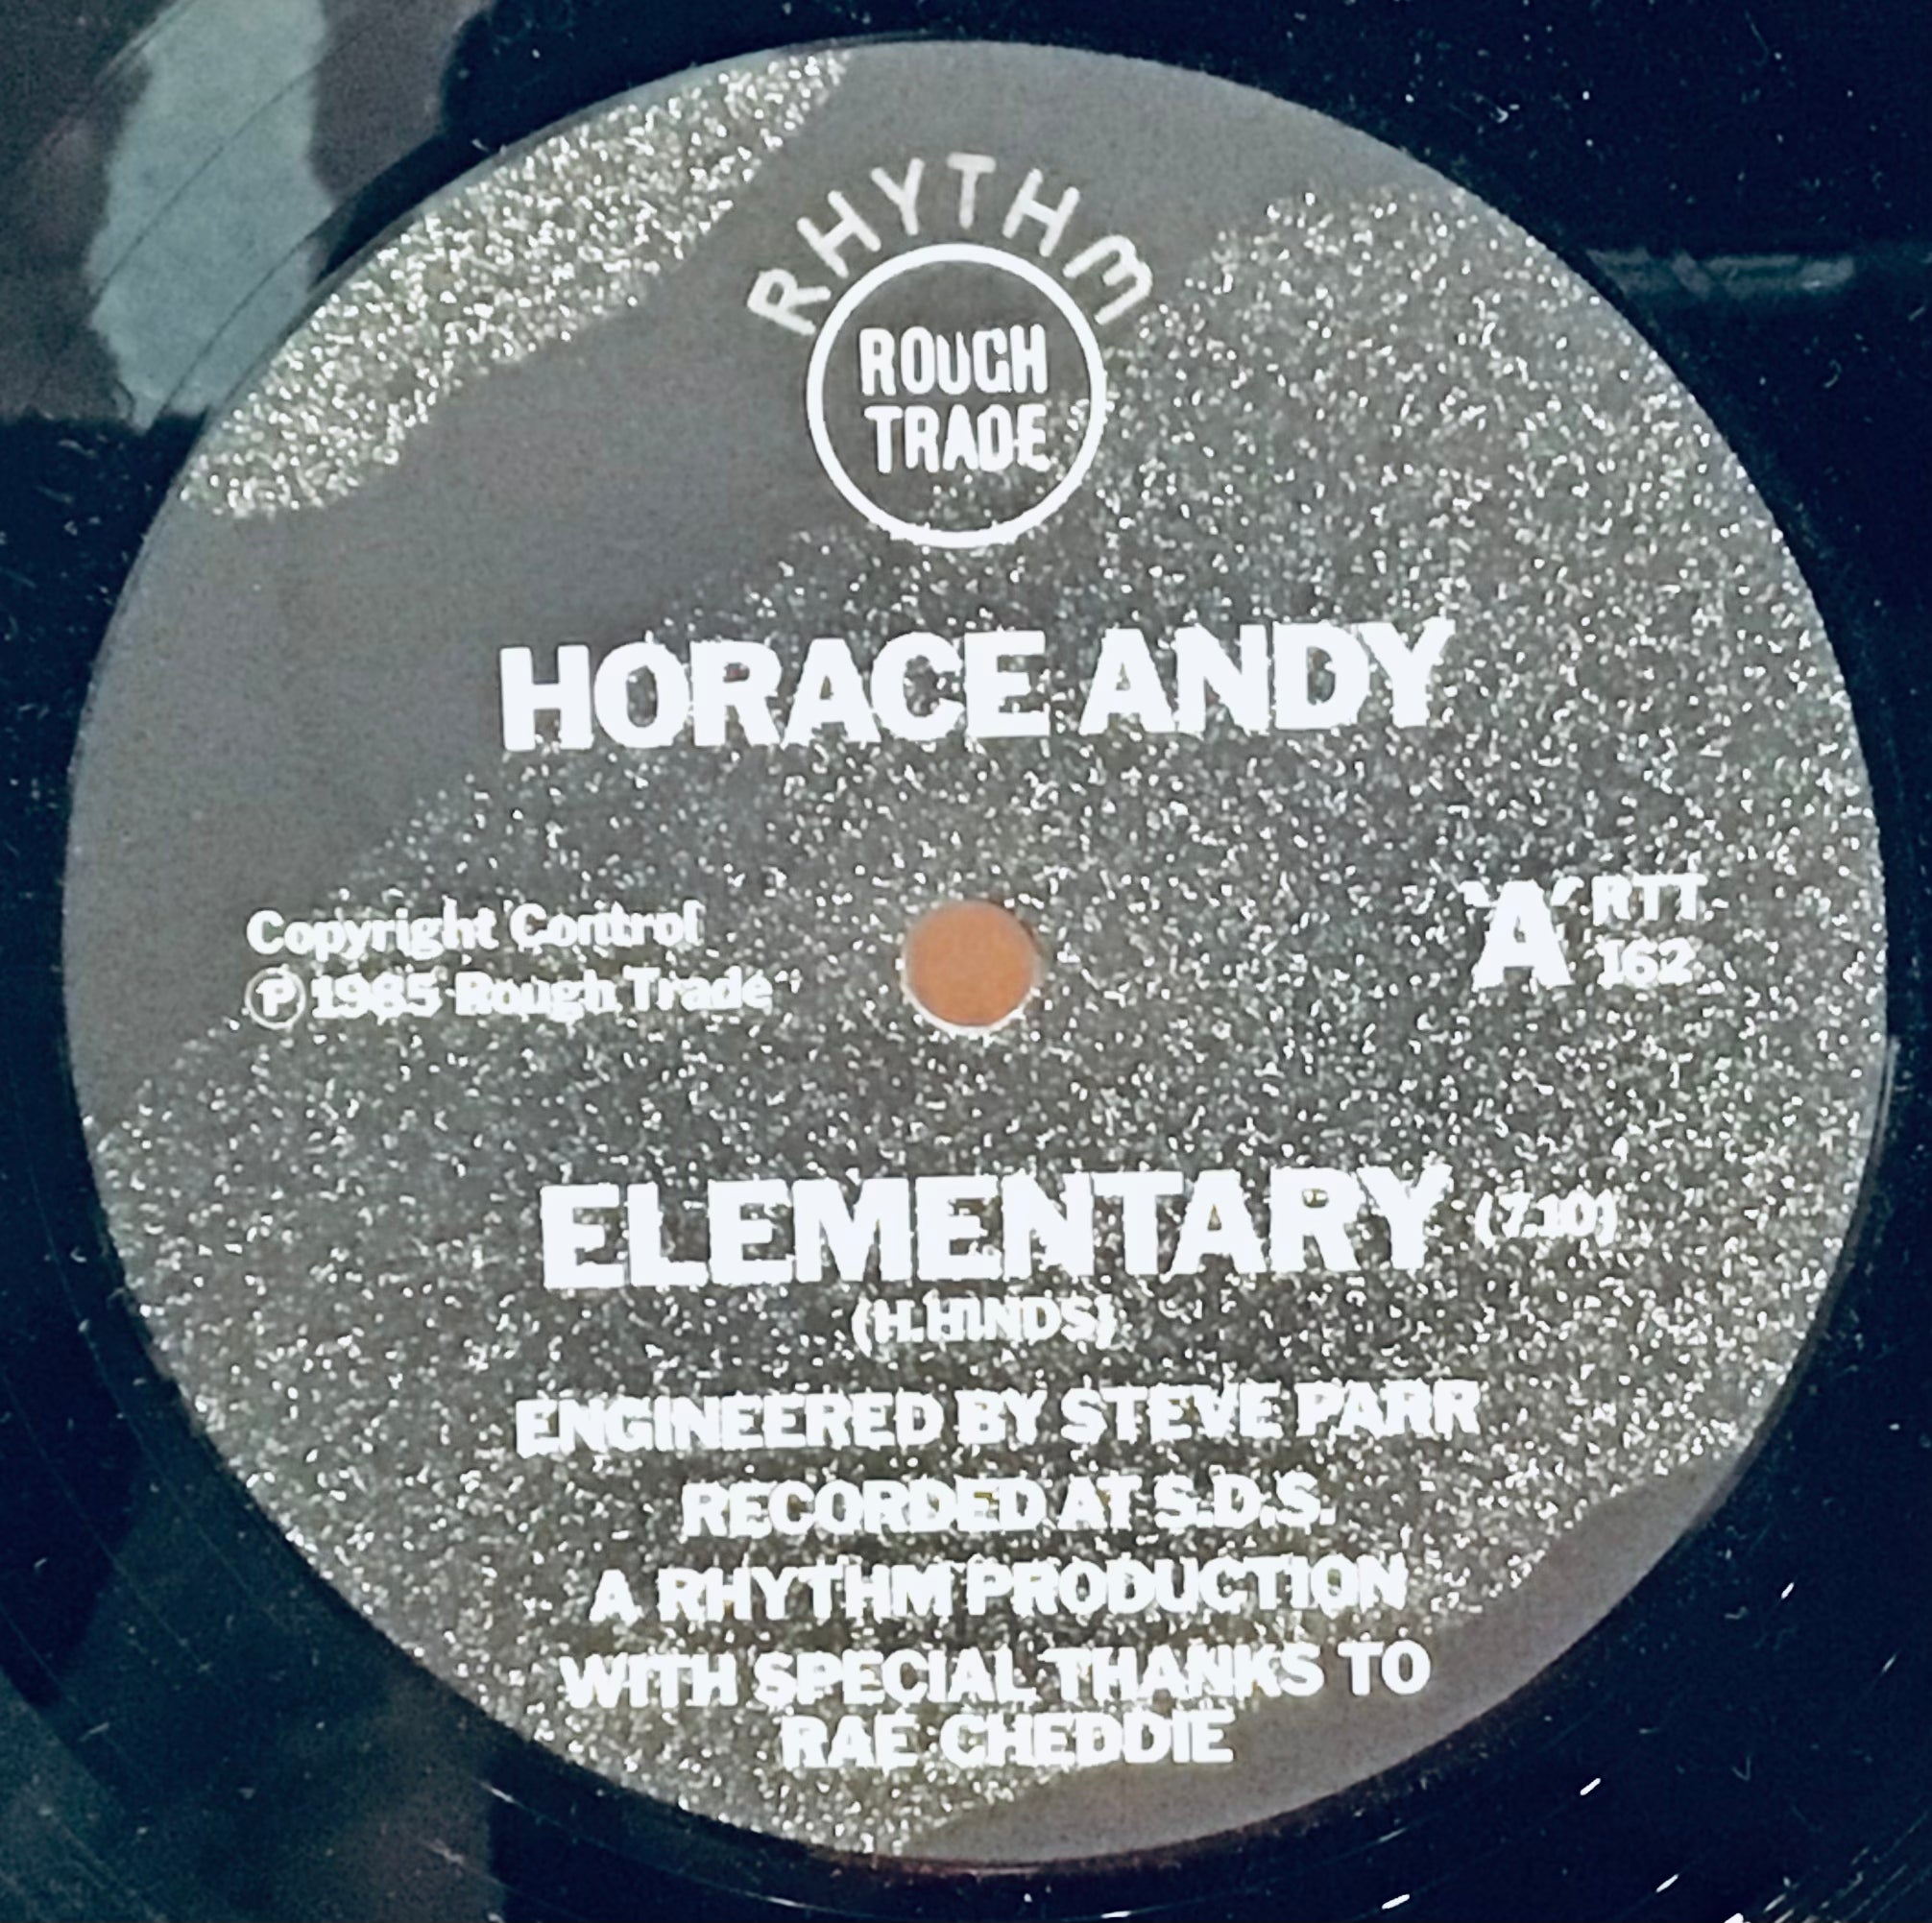 RHYTHM
ROUGH
TRADE
HORACE ANDY
Copyright Control
Ⓟ 1985 Rough Trade
'A' RTT
162
ELEMENTARY (7.10)
(H.HINDS)
ENGINEERED BY STEVE PARR
RECORDED AT S.D.S.
A RHYTHM PRODUCTION
WITH SPECIAL THANKS TO
RAE CHEDDIE